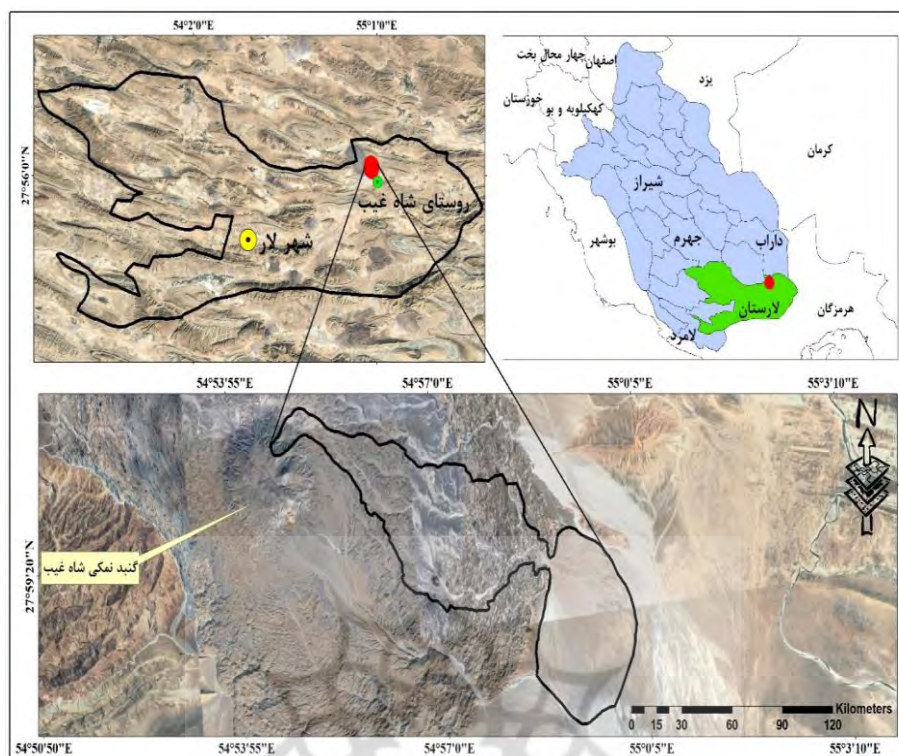 54°2'0"E
55°1'0"E
27°56'0"N
روستای شاه غیب
شهر لار
چهار محال بخت
اصفهان
یزد
خوزستان
کهکیلویه و بو
کرمان
شیراز
بوشهر
جهرم
داراب
لارستان
هرمزگان
لامرد
54°53'55"E
54°57'0"E
55°0'5"E
55°3'10"E
N
گنبد نمکی شاه غیب
27°59'20"N
Kilometers
0 15 30 60 90 120
54°50'50"E
54°53'55"E
54°57'0"E
55°0'5"E
55°3'10"E